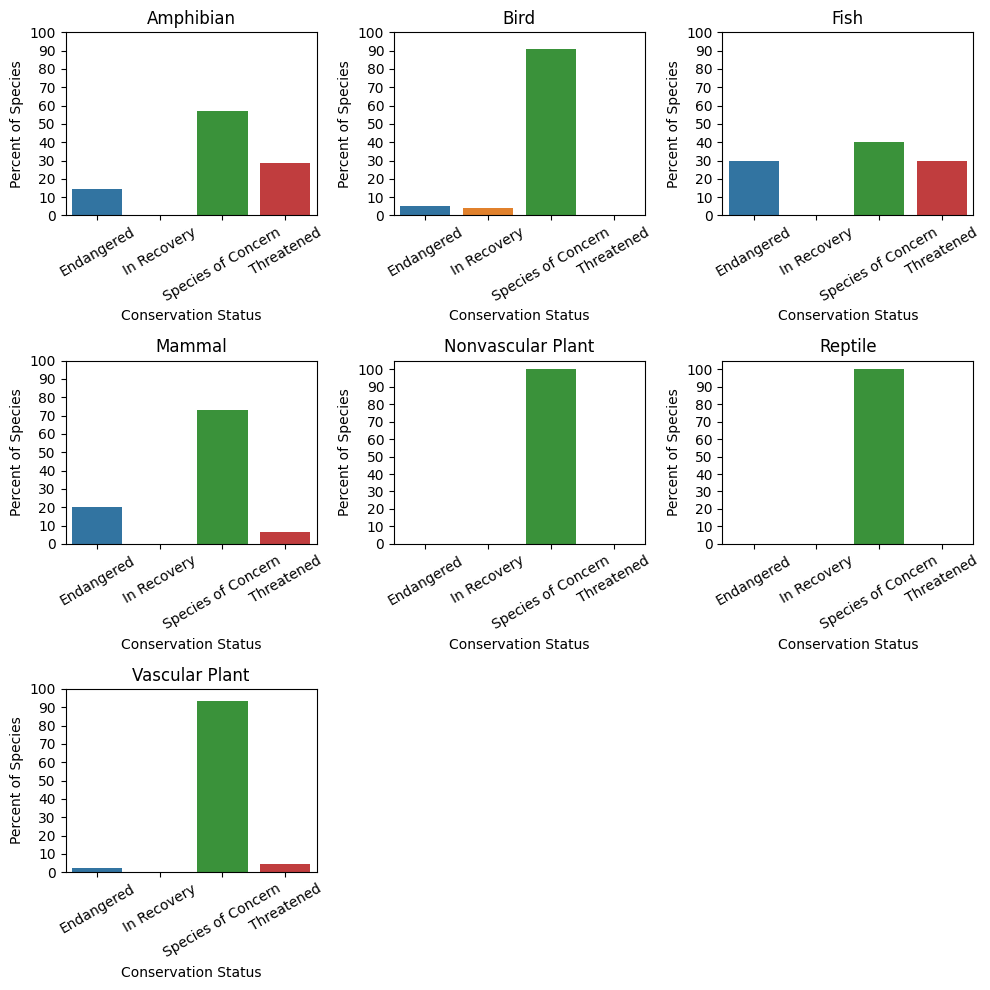 Amphibian
Percent of Species
100
90
80
70
60
50
40
30
20
10
0
Endangered
In Recovery
Species of Concern
Threatened
Conservation Status
Bird
Percent of Species
100
90
80
70
60
50
40
30
20
10
0
Endangered
In Recovery
Species of Concern
Threatened
Conservation Status
Fish
Percent of Species
100
90
80
70
60
50
40
30
20
10
0
Endangered
In Recovery
Species of Concern
Threatened
Conservation Status
Mammal
Percent of Species
100
90
80
70
60
50
40
30
20
10
0
Endangered
In Recovery
Species of Concern
Threatened
Conservation Status
Nonvascular Plant
Percent of Species
100
90
80
70
60
50
40
30
20
10
0
Endangered
In Recovery
Species of Concern
Threatened
Conservation Status
Reptile
Percent of Species
100
90
80
70
60
50
40
30
20
10
0
Endangered
In Recovery
Species of Concern
Threatened
Conservation Status
Vascular Plant
Percent of Species
100
90
80
70
60
50
40
30
20
10
0
Endangered
In Recovery
Species of Concern
Threatened
Conservation Status